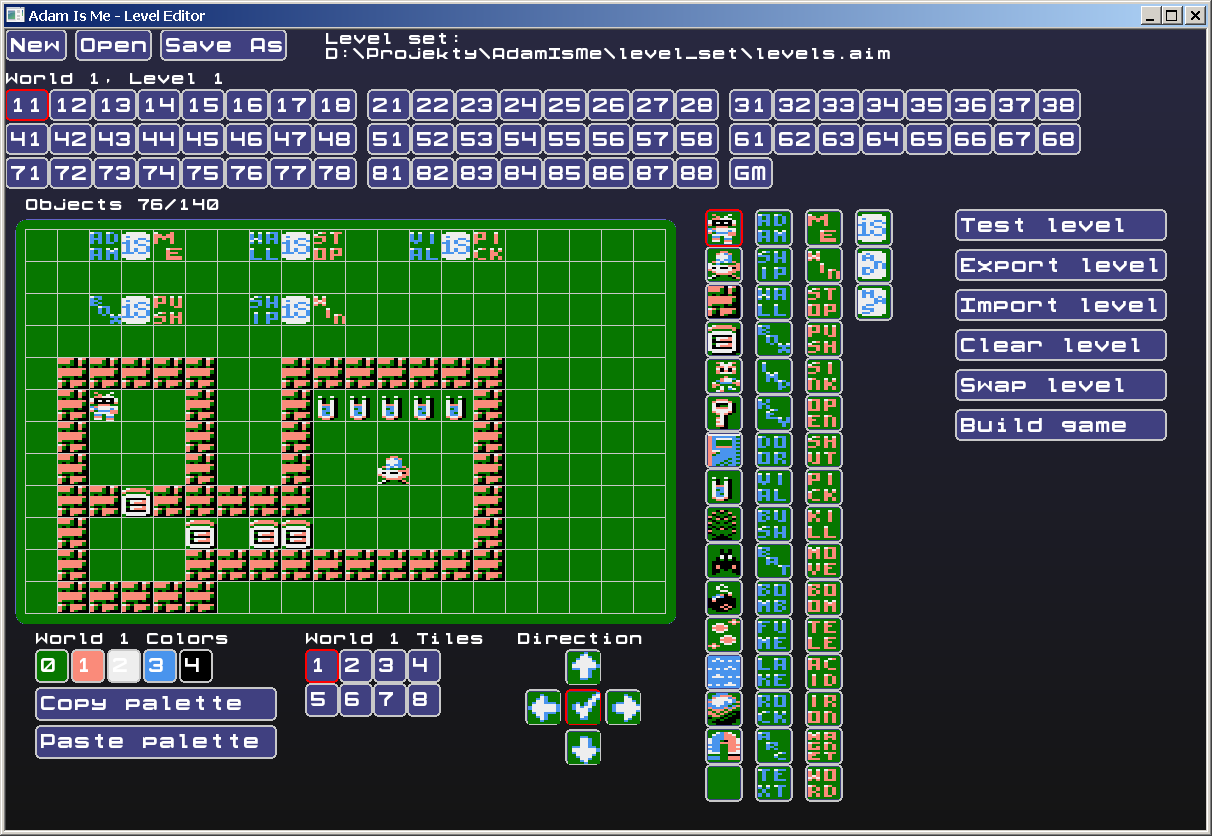 Adam Is Me - Level Editor
New Open Save As
Level set:
D:\Projekty\AdamIsMe\level_set\levels.aim
World 1, Level 1
11 12 13 14 15 16 17 18 21 22 23 24 25 26 27 28 31 32 33 34 35 36 37 38
41 42 43 44 45 46 47 48 51 52 53 54 55 56 57 58 61 62 63 64 65 66 67 68
71 72 73 74 75 76 77 78 81 82 83 84 85 86 87 88 GM
Objects 76/140
ADAM iS ME WALL iS STOP VIAL iS PICK
BOX iS PUSH SHIP iS Win
ADAM ME iS
SHIP Win AND
WALL STOP HAS
BOX PUSH
IMP SINK
KEY OPEN
DOOR SHUT
VIAL PICK
BUSH KILL
BAT MOVE
BOMB BOOM
FUME TELE
LAKE ACID
ROCK IRON
ARC MAGNET
TEXT WORD
Test level
Export level
Import level
Clear level
Swap level
Build game
World 1 Colors
0 1 2 3 4
Copy palette
Paste palette
World 1 Tiles
1 2 3 4
5 6 7 8
Direction